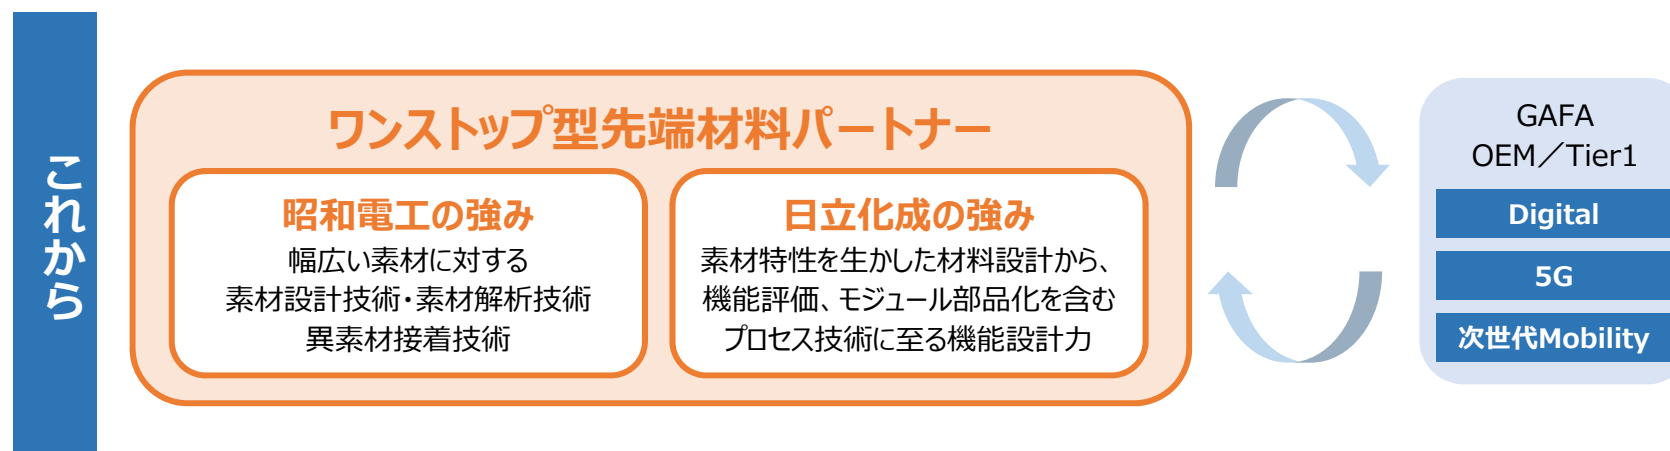 これから
ワンストップ型先端材料パートナー
昭和電工の強み
幅広い素材に対する
素材設計技術・素材解析技術
異素材接着技術
日立化成の強み
素材特性を生かした材料設計から、
機能評価、モジュール部品化を含む
プロセス技術に至る機能設計力
GAFA
OEM／Tier1
Digital
5G
次世代Mobility